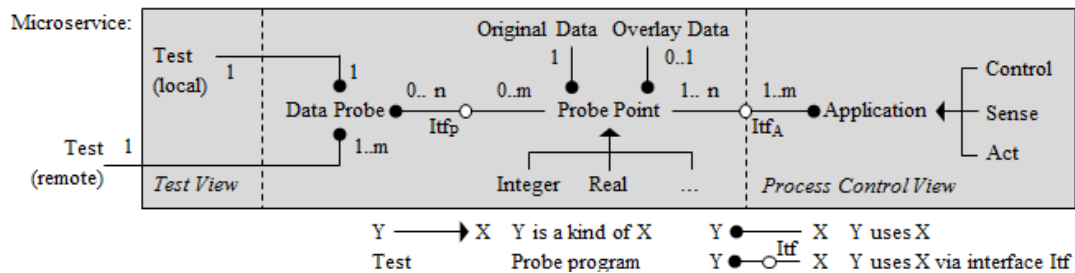 Microservice:
Original Data Overlay Data
Test
(local)
1
1
1
0..1
Control
0.. n
0..m
1.. n
1..m
Data Probe
Itfp
Probe Point
ItfA
Application
Sense
Test
(remote)
1
1..m
Act
Test View
Integer
Real
...
Process Control View
Y X Y is a kind of X
Y X Y uses X
Test Probe program
Y Itf X Y uses X via interface Itf